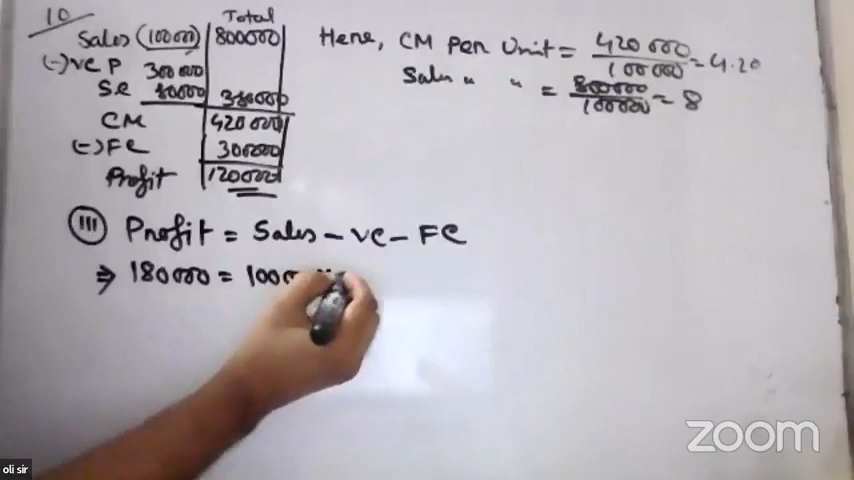 10
Total
Sales (100000) 800000
(-) VC P 300000
SE 80000 380000
CM 420000
(-) FC 300000
Profit 120000
Here, CM Per Unit = 420000/100000 = 4.20
Sales " " = 800000/100000 = 8
(III) Profit = Sales - VC - FC
⇒ 180000 = 1000
zoom
oli sir